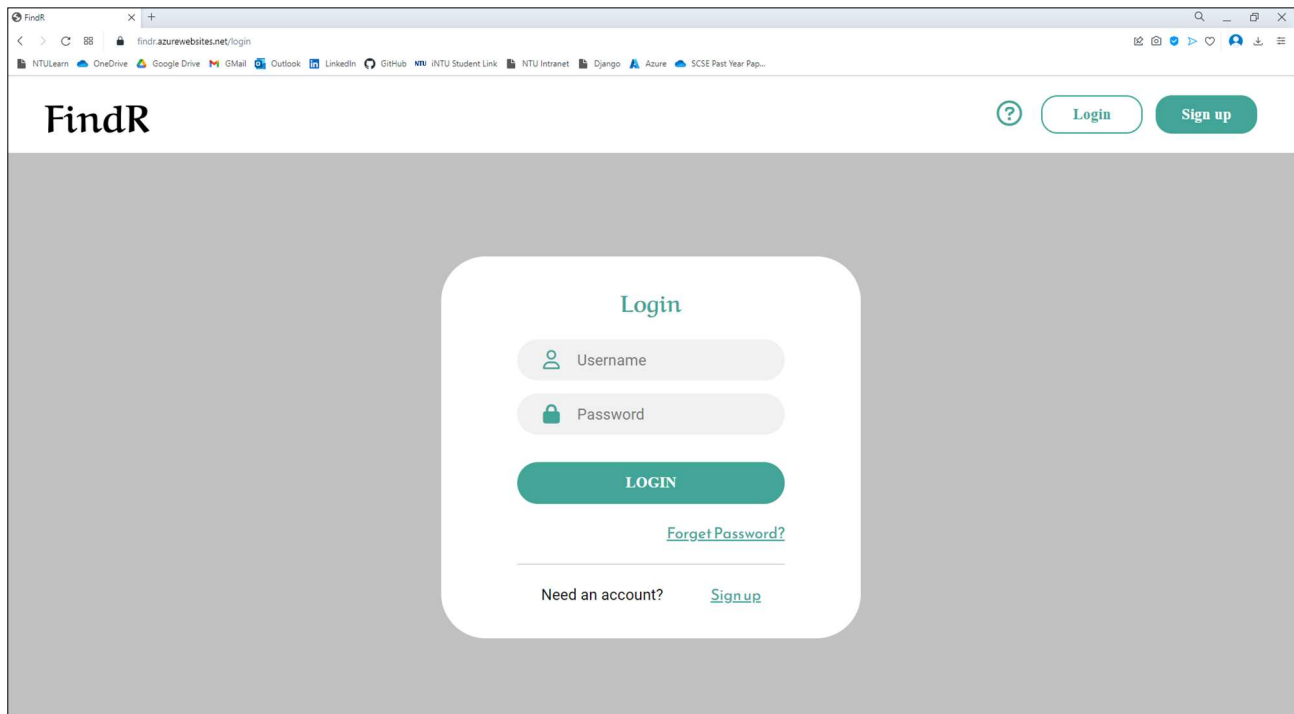 FindR
findr.azurewebsites.net/login
NTULearn OneDrive Google Drive GMail Outlook LinkedIn GitHub NTU iNTU Student Link NTU Intranet Django Azure SCSE Past Year Pap...
FindR ? Login Sign up
Login
Username
Password
LOGIN
Forget Password?
Need an account? Sign up